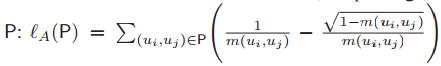 P: ℓ_A(P) = ∑_{(u_i,u_j)∈P} ( 1 / m(u_i,u_j) − √(1−m(u_i,u_j)) / m(u_i,u_j) )